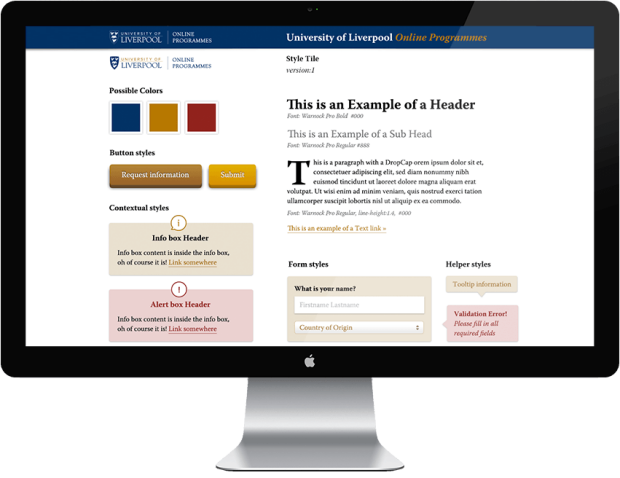 UNIVERSITY OF
LIVERPOOL
ONLINE
PROGRAMMES
University of Liverpool Online Programmes
UNIVERSITY OF
LIVERPOOL
ONLINE
PROGRAMMES
Style Tile
version:1
Possible Colors
This is an Example of a Header
Font: Warnock Pro Bold #000
This is an Example of a Sub Head
Font: Warnock Pro Regular #888
Button styles
Request information
Submit
This is a paragraph with a DropCap orem ipsum dolor sit et,
consectetuer adipiscing elit, sed diam nonummy nibh
euismod tincidunt ut laoreet dolore magna aliquam erat
volutpat. Ut wisi enim ad minim veniam, quis nostrud exerci tation
ullamcorper suscipit lobortis nisl ut aliquip ex ea commodo.
Font: Warnock Pro Regular, line-height:1.4, #000
This is an example of a Text link »
Contextual styles
i
Info box Header
Info box content is inside the info box,
oh of course it is! Link somewhere
!
Alert box Header
Info box content is inside the info box,
oh of course it is! Link somewhere
Form styles
What is your name?
Firstname Lastname
Country of Origin
Helper styles
Tooltip information
Validation Error!
Please fill in all
required fields